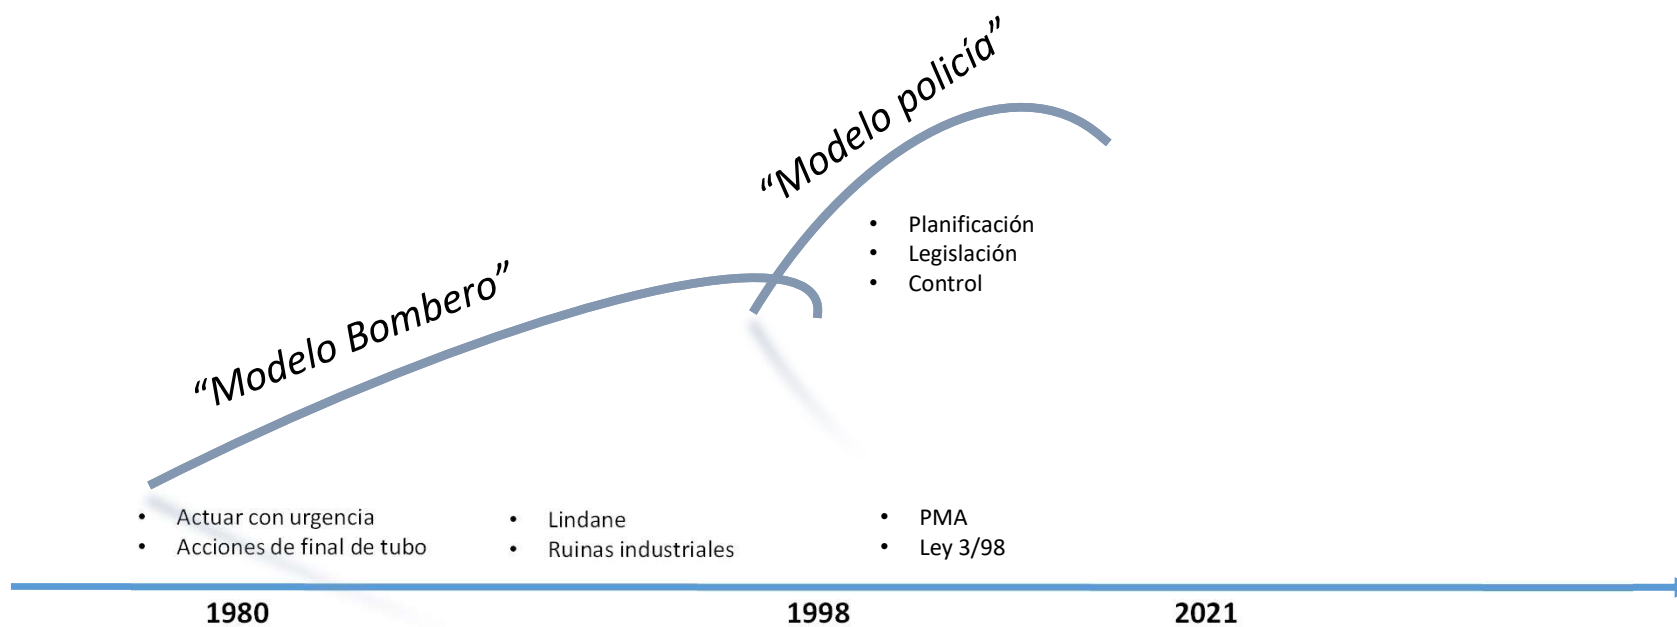 “Modelo policía”
• Planificación
• Legislación
• Control
“Modelo Bombero”
• Actuar con urgencia
• Acciones de final de tubo
• Lindane
• Ruinas industriales
• PMA
• Ley 3/98
1980
1998
2021